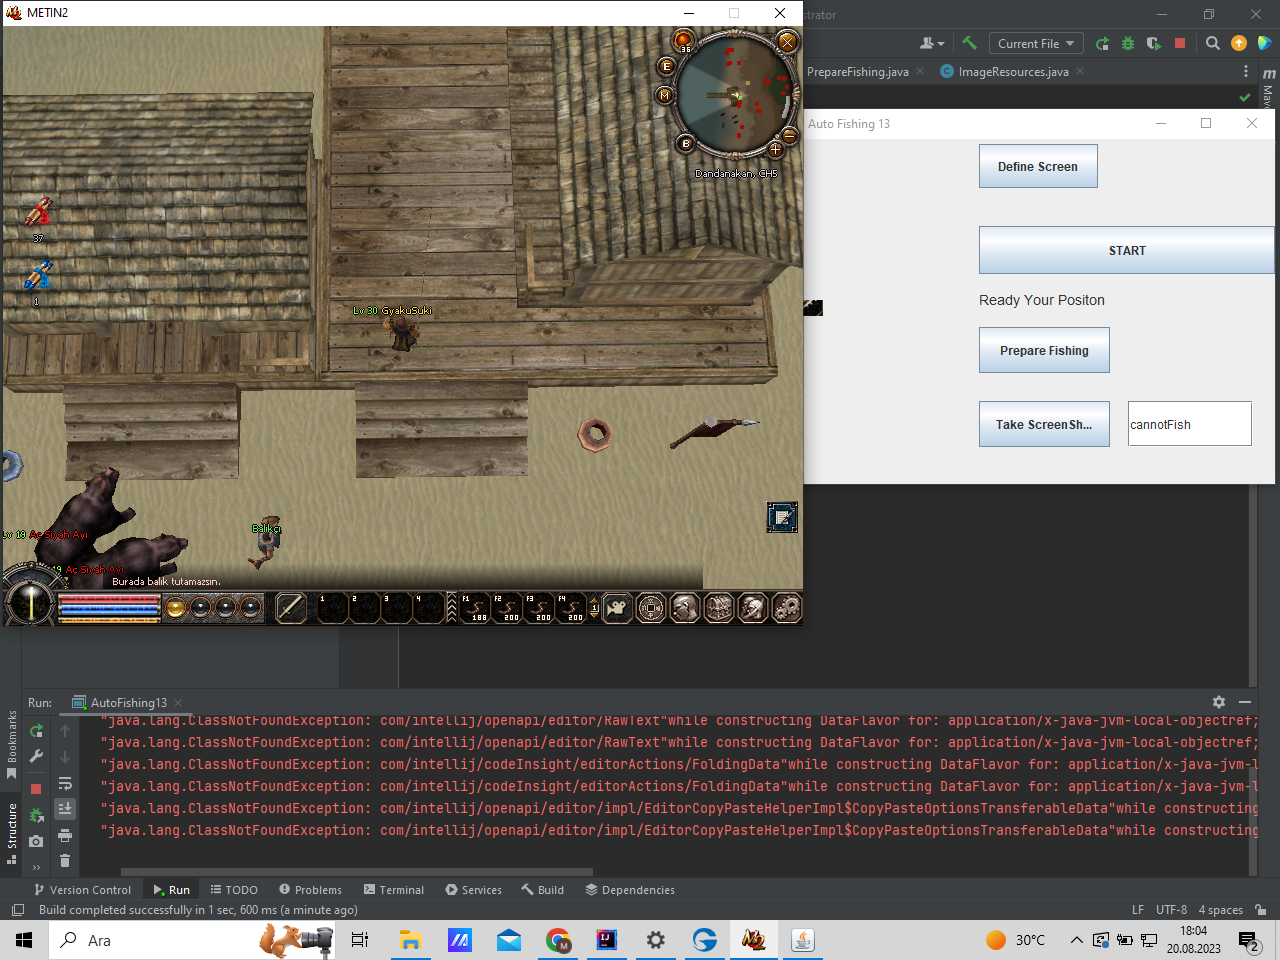 METIN2
strator
Current File
PrepareFishing.java
ImageResources.java
m
Mav
36
E
M
B
Dandanakan, CH5
37
1
Lv 30 GyakuSuki
Balıkçı
Lv 19 Aç Siyah Ayı
19 Aç Siyah Ayı
Burada balık tutamazsın.
1
2
3
4
F1
F2
F3
F4
188
200
200
200
1
Auto Fishing 13
Define Screen
START
Ready Your Positon
Prepare Fishing
Take ScreenSh...
cannotFish
Run:
AutoFishing13
"java.lang.ClassNotFoundException: com/intellij/openapi/editor/RawText"while constructing DataFlavor for: application/x-java-jvm-local-objectref;
"java.lang.ClassNotFoundException: com/intellij/openapi/editor/RawText"while constructing DataFlavor for: application/x-java-jvm-local-objectref;
"java.lang.ClassNotFoundException: com/intellij/codeInsight/editorActions/FoldingData"while constructing DataFlavor for: application/x-java-jvm-l
"java.lang.ClassNotFoundException: com/intellij/codeInsight/editorActions/FoldingData"while constructing DataFlavor for: application/x-java-jvm-l
"java.lang.ClassNotFoundException: com/intellij/openapi/editor/impl/EditorCopyPasteHelperImpl$CopyPasteOptionsTransferableData"while constructing
"java.lang.ClassNotFoundException: com/intellij/openapi/editor/impl/EditorCopyPasteHelperImpl$CopyPasteOptionsTransferableData"while constructing
Bookmarks
Structure
Version Control
Run
TODO
Problems
Terminal
Services
Build
Dependencies
Build completed successfully in 1 sec, 600 ms (a minute ago)
LF
UTF-8
4 spaces
Ara
30°C
18:04
20.08.2023
2